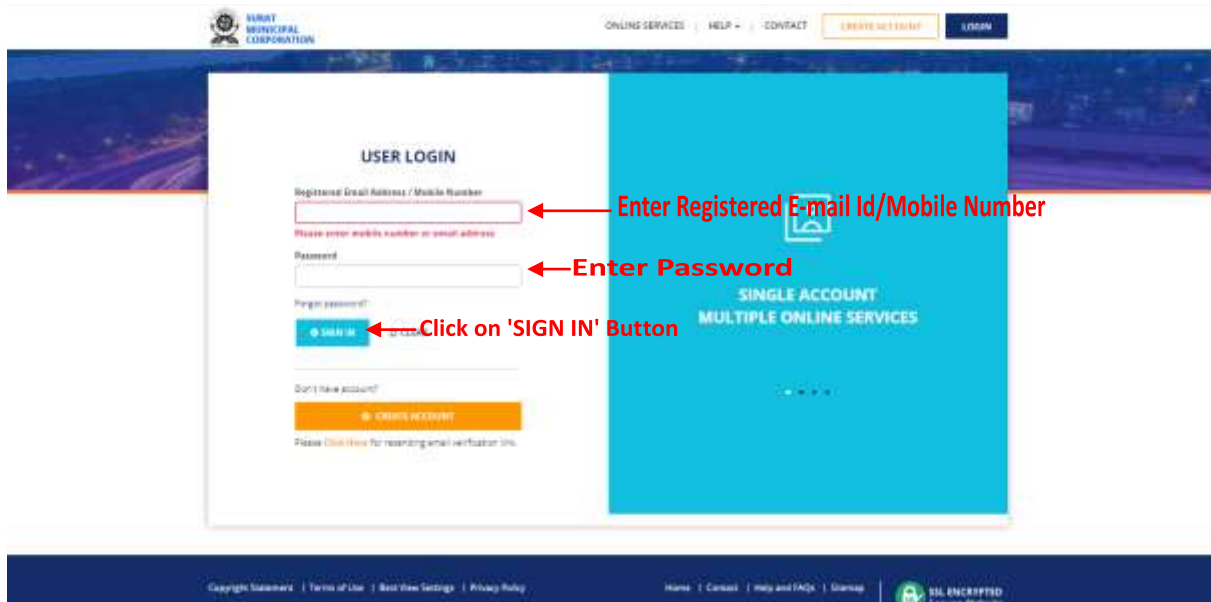 SURAT
MUNICIPAL
CORPORATION
ONLINE SERVICES | HELP | CONTACT
CREATE ACCOUNT
LOGIN
USER LOGIN
Registered Email Address / Mobile Number
Enter Registered E-mail Id/Mobile Number
Please enter mobile number or email address
Password
Enter Password
Forgot password?
SIGN IN
CLEAR
Click on 'SIGN IN' Button
SINGLE ACCOUNT
MULTIPLE ONLINE SERVICES
Don't have account?
CREATE ACCOUNT
Please Click Here for resending email verification link.
Copyright Statement | Terms of Use | Best View Settings | Privacy Policy
Home | Contact | Help and FAQs | Sitemap
SSL ENCRYPTED